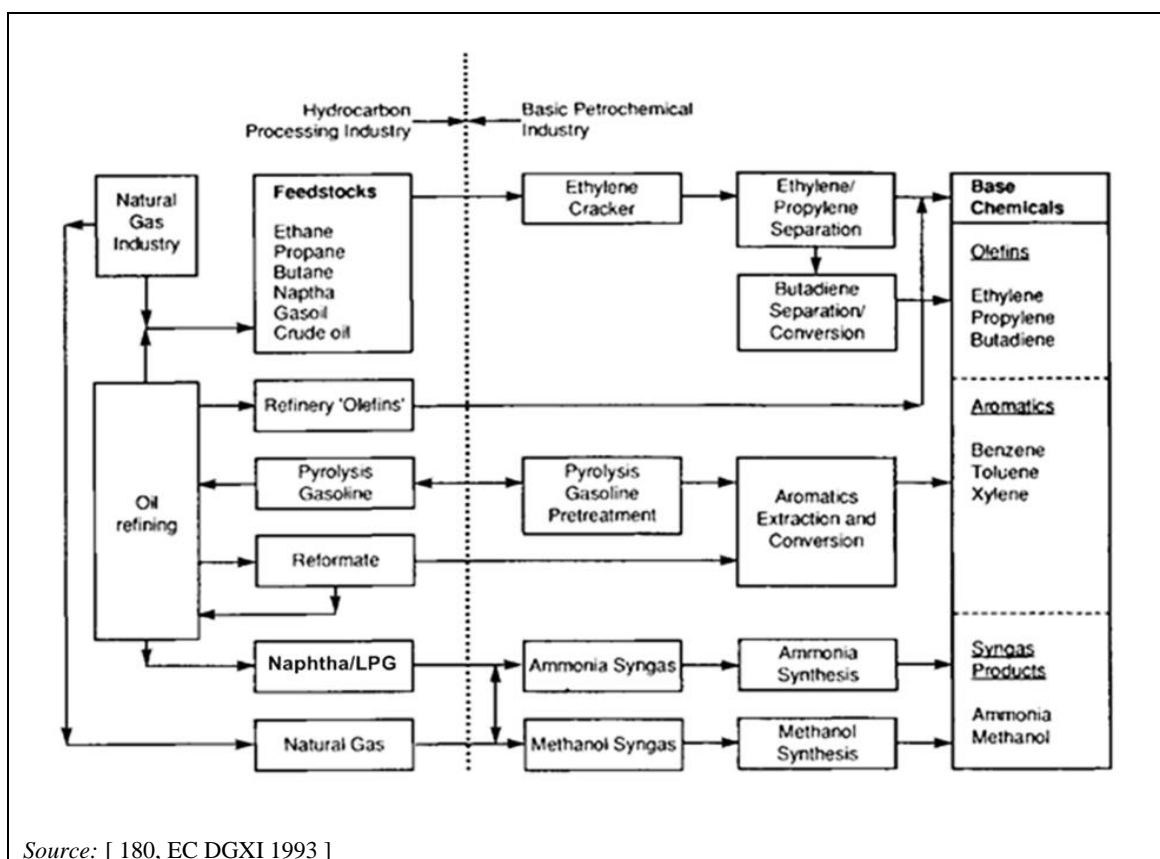 Hydrocarbon
Processing Industry
Basic Petrochemical
Industry
Natural
Gas
Industry
Feedstocks
Ethane
Propane
Butane
Naptha
Gasoil
Crude oil
Ethylene
Cracker
Ethylene/
Propylene
Separation
Butadiene
Separation/
Conversion
Base
Chemicals
Olefins
Ethylene
Propylene
Butadiene
Oil
refining
Refinery 'Olefins'
Pyrolysis
Gasoline
Pyrolysis
Gasoline
Pretreatment
Aromatics
Extraction and
Conversion
Aromatics
Benzene
Toluene
Xylene
Reformate
Naphtha/LPG
Ammonia Syngas
Ammonia
Synthesis
Syngas
Products
Ammonia
Methanol
Natural Gas
Methanol Syngas
Methanol
Synthesis
Source: [ 180, EC DGXI 1993 ]